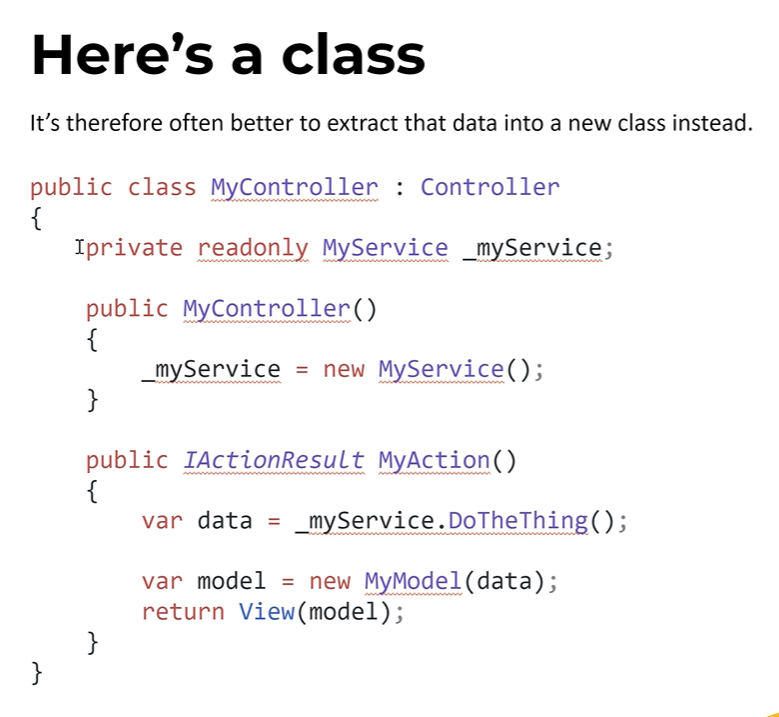 Here’s a class
It’s therefore often better to extract that data into a new class instead.
public class MyController : Controller
{
private readonly MyService _myService;
public MyController()
{
_myService = new MyService();
}
public IActionResult MyAction()
{
var data = _myService.DoTheThing();
var model = new MyModel(data);
return View(model);
}
}